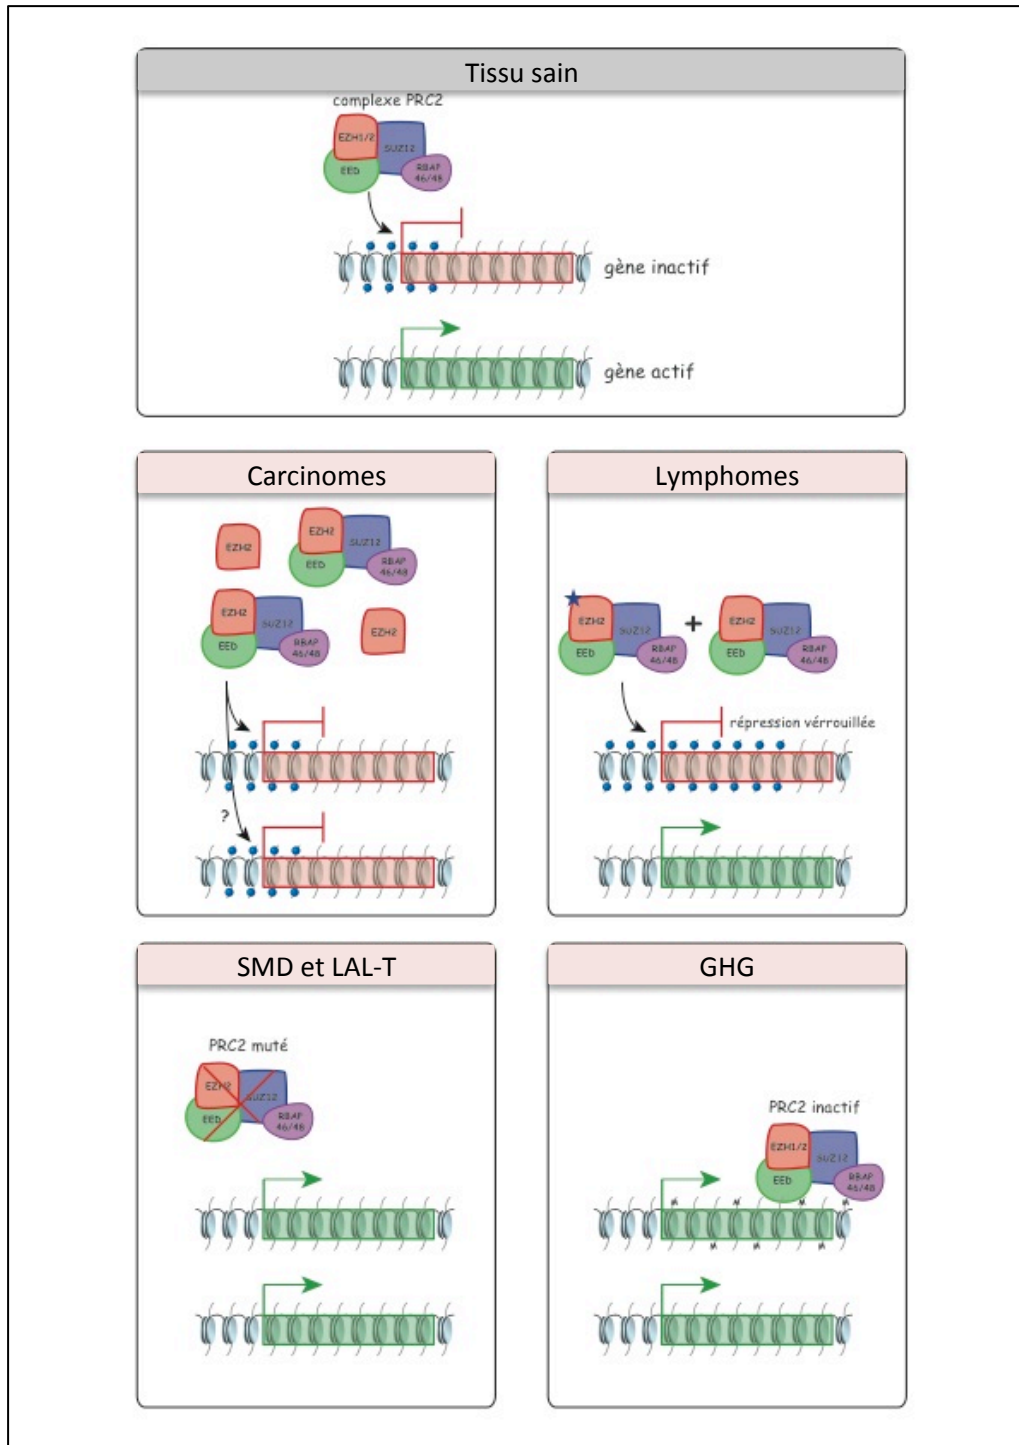 Tissu sain
complexe PRC2
EZH1/2
SUZ12
EED
RBAP
46/48
gène inactif
gène actif
Carcinomes
EZH2
EZH2
SUZ12
EED
RBAP
46/48
EZH2
SUZ12
EED
RBAP
46/48
EZH2
?
Lymphomes
EZH2
SUZ12
EED
RBAP
46/48
+
EZH2
SUZ12
EED
RBAP
46/48
répression vérrouillée
SMD et LAL-T
PRC2 muté
EZH2
SUZ12
EED
RBAP
46/48
GHG
PRC2 inactif
EZH1/2
SUZ12
EED
RBAP
46/48
M
M
M
M
M
M
M